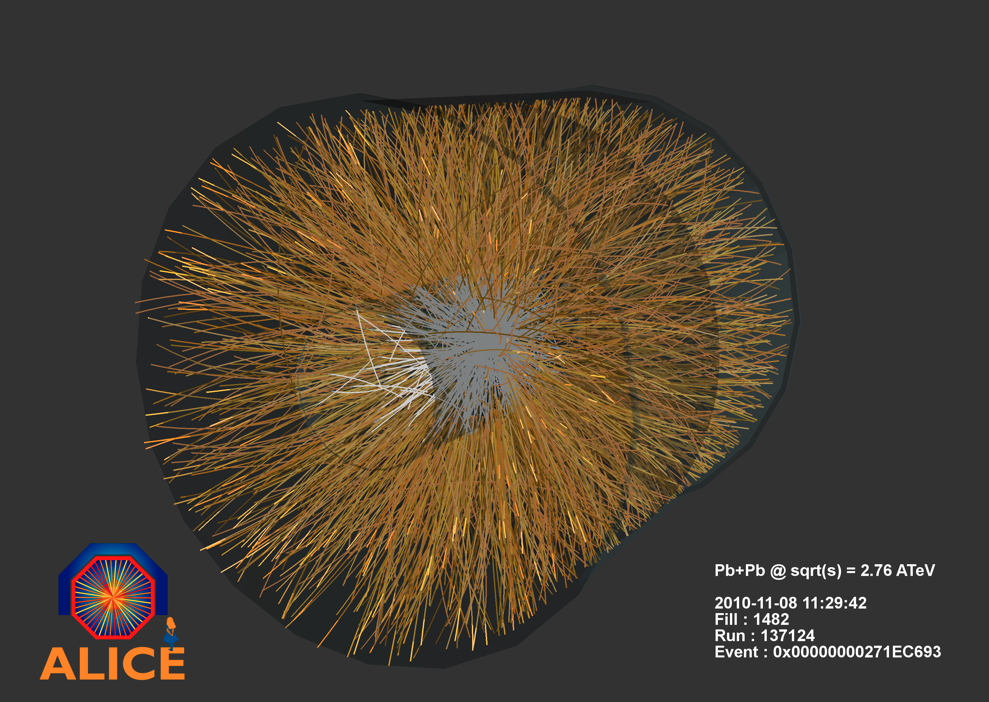 Pb+Pb @ sqrt(s) = 2.76 ATeV
2010-11-08 11:29:42
Fill : 1482
Run : 137124
Event : 0x00000000271EC693
ALICE